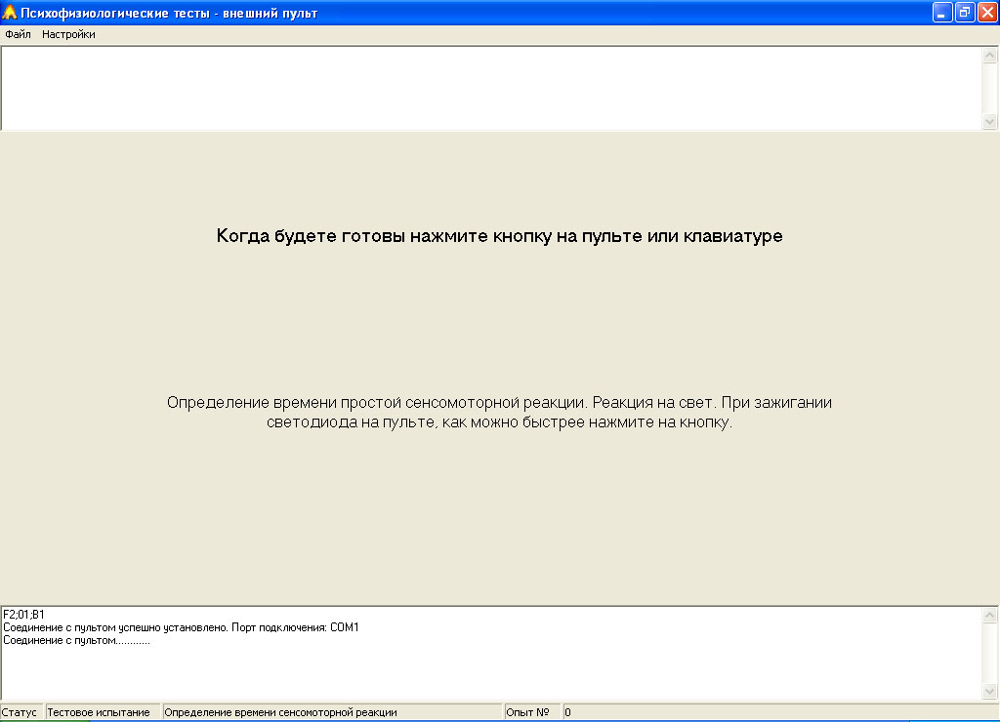 Психофизиологические тесты - внешний пульт
Файл Настройки
Когда будете готовы нажмите кнопку на пульте или клавиатуре
Определение времени простой сенсомоторной реакции. Реакция на свет. При зажигании
светодиода на пульте, как можно быстрее нажмите на кнопку.
F2;01;B1
Соединение с пультом успешно установлено. Порт подключения: COM1
Соединение с пультом............
Статус Тестовое испытание Определение времени сенсомоторной реакции Опыт № 0